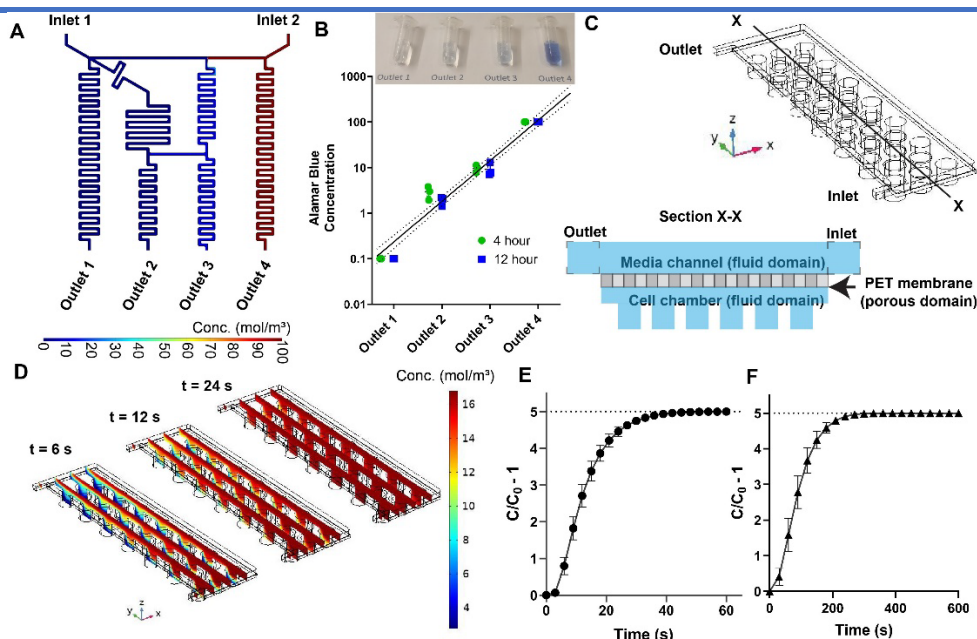 A
Inlet 1
Inlet 2
Outlet 1
Outlet 2
Outlet 3
Outlet 4
Conc. (mol/m³)
0
10
20
30
40
50
60
70
80
90
100
B
Outlet 1
Outlet 2
Outlet 3
Outlet 4
Alamar Blue
Concentration
1000
100
10
1
0.1
0.01
4 hour
12 hour
Outlet 1
Outlet 2
Outlet 3
Outlet 4
C
X
Outlet
z
y
x
Inlet
X
Section X-X
Outlet
Inlet
Media channel (fluid domain)
Cell chamber (fluid domain)
PET membrane
(porous domain)
D
t = 6 s
t = 12 s
t = 24 s
Conc. (mol/m³)
16
14
12
10
8
6
4
z
y
x
E
C/C₀ - 1
5
4
3
2
1
0
0
20
40
60
Time (s)
F
C/C₀ - 1
5
4
3
2
1
0
0
200
400
600
Time (s)